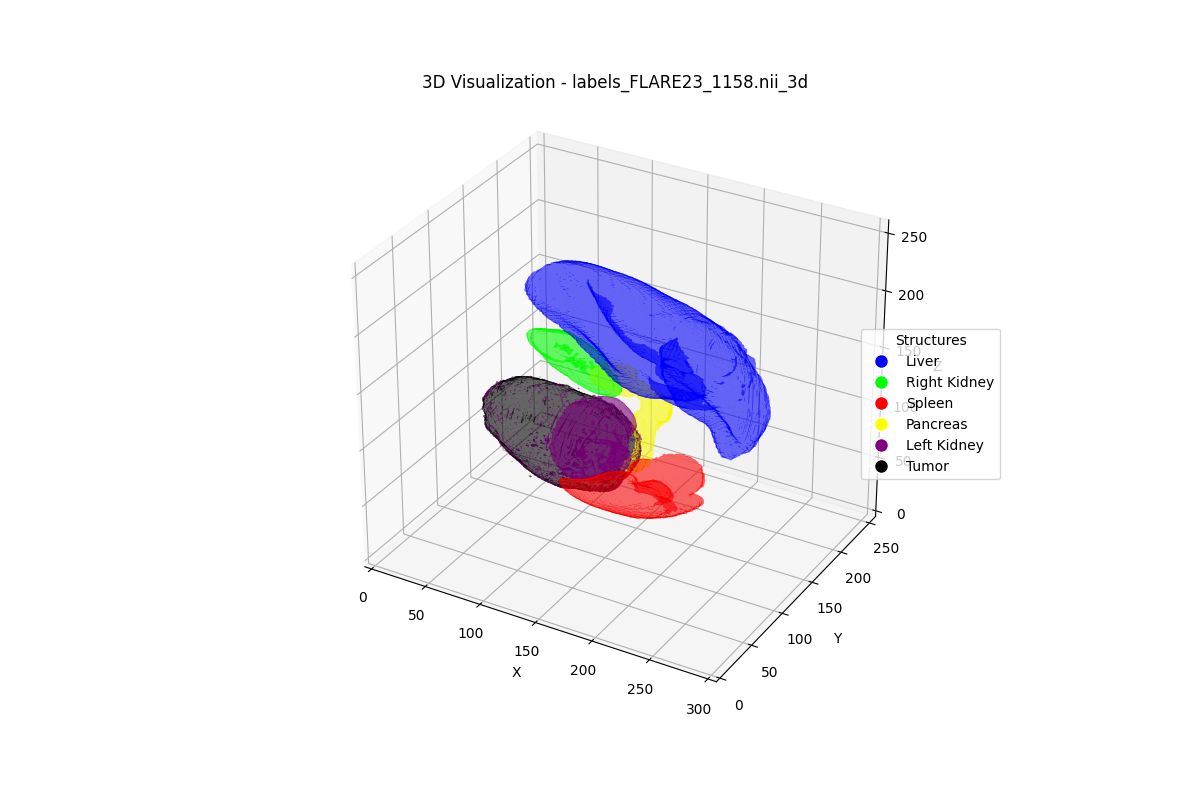 3D Visualization - labels_FLARE23_1158.nii_3d
250
200
150
Z
100
50
0
Structures
Liver
Right Kidney
Spleen
Pancreas
Left Kidney
Tumor
0
50
100
150
200
250
300
X
0
50
100
150
200
250
Y